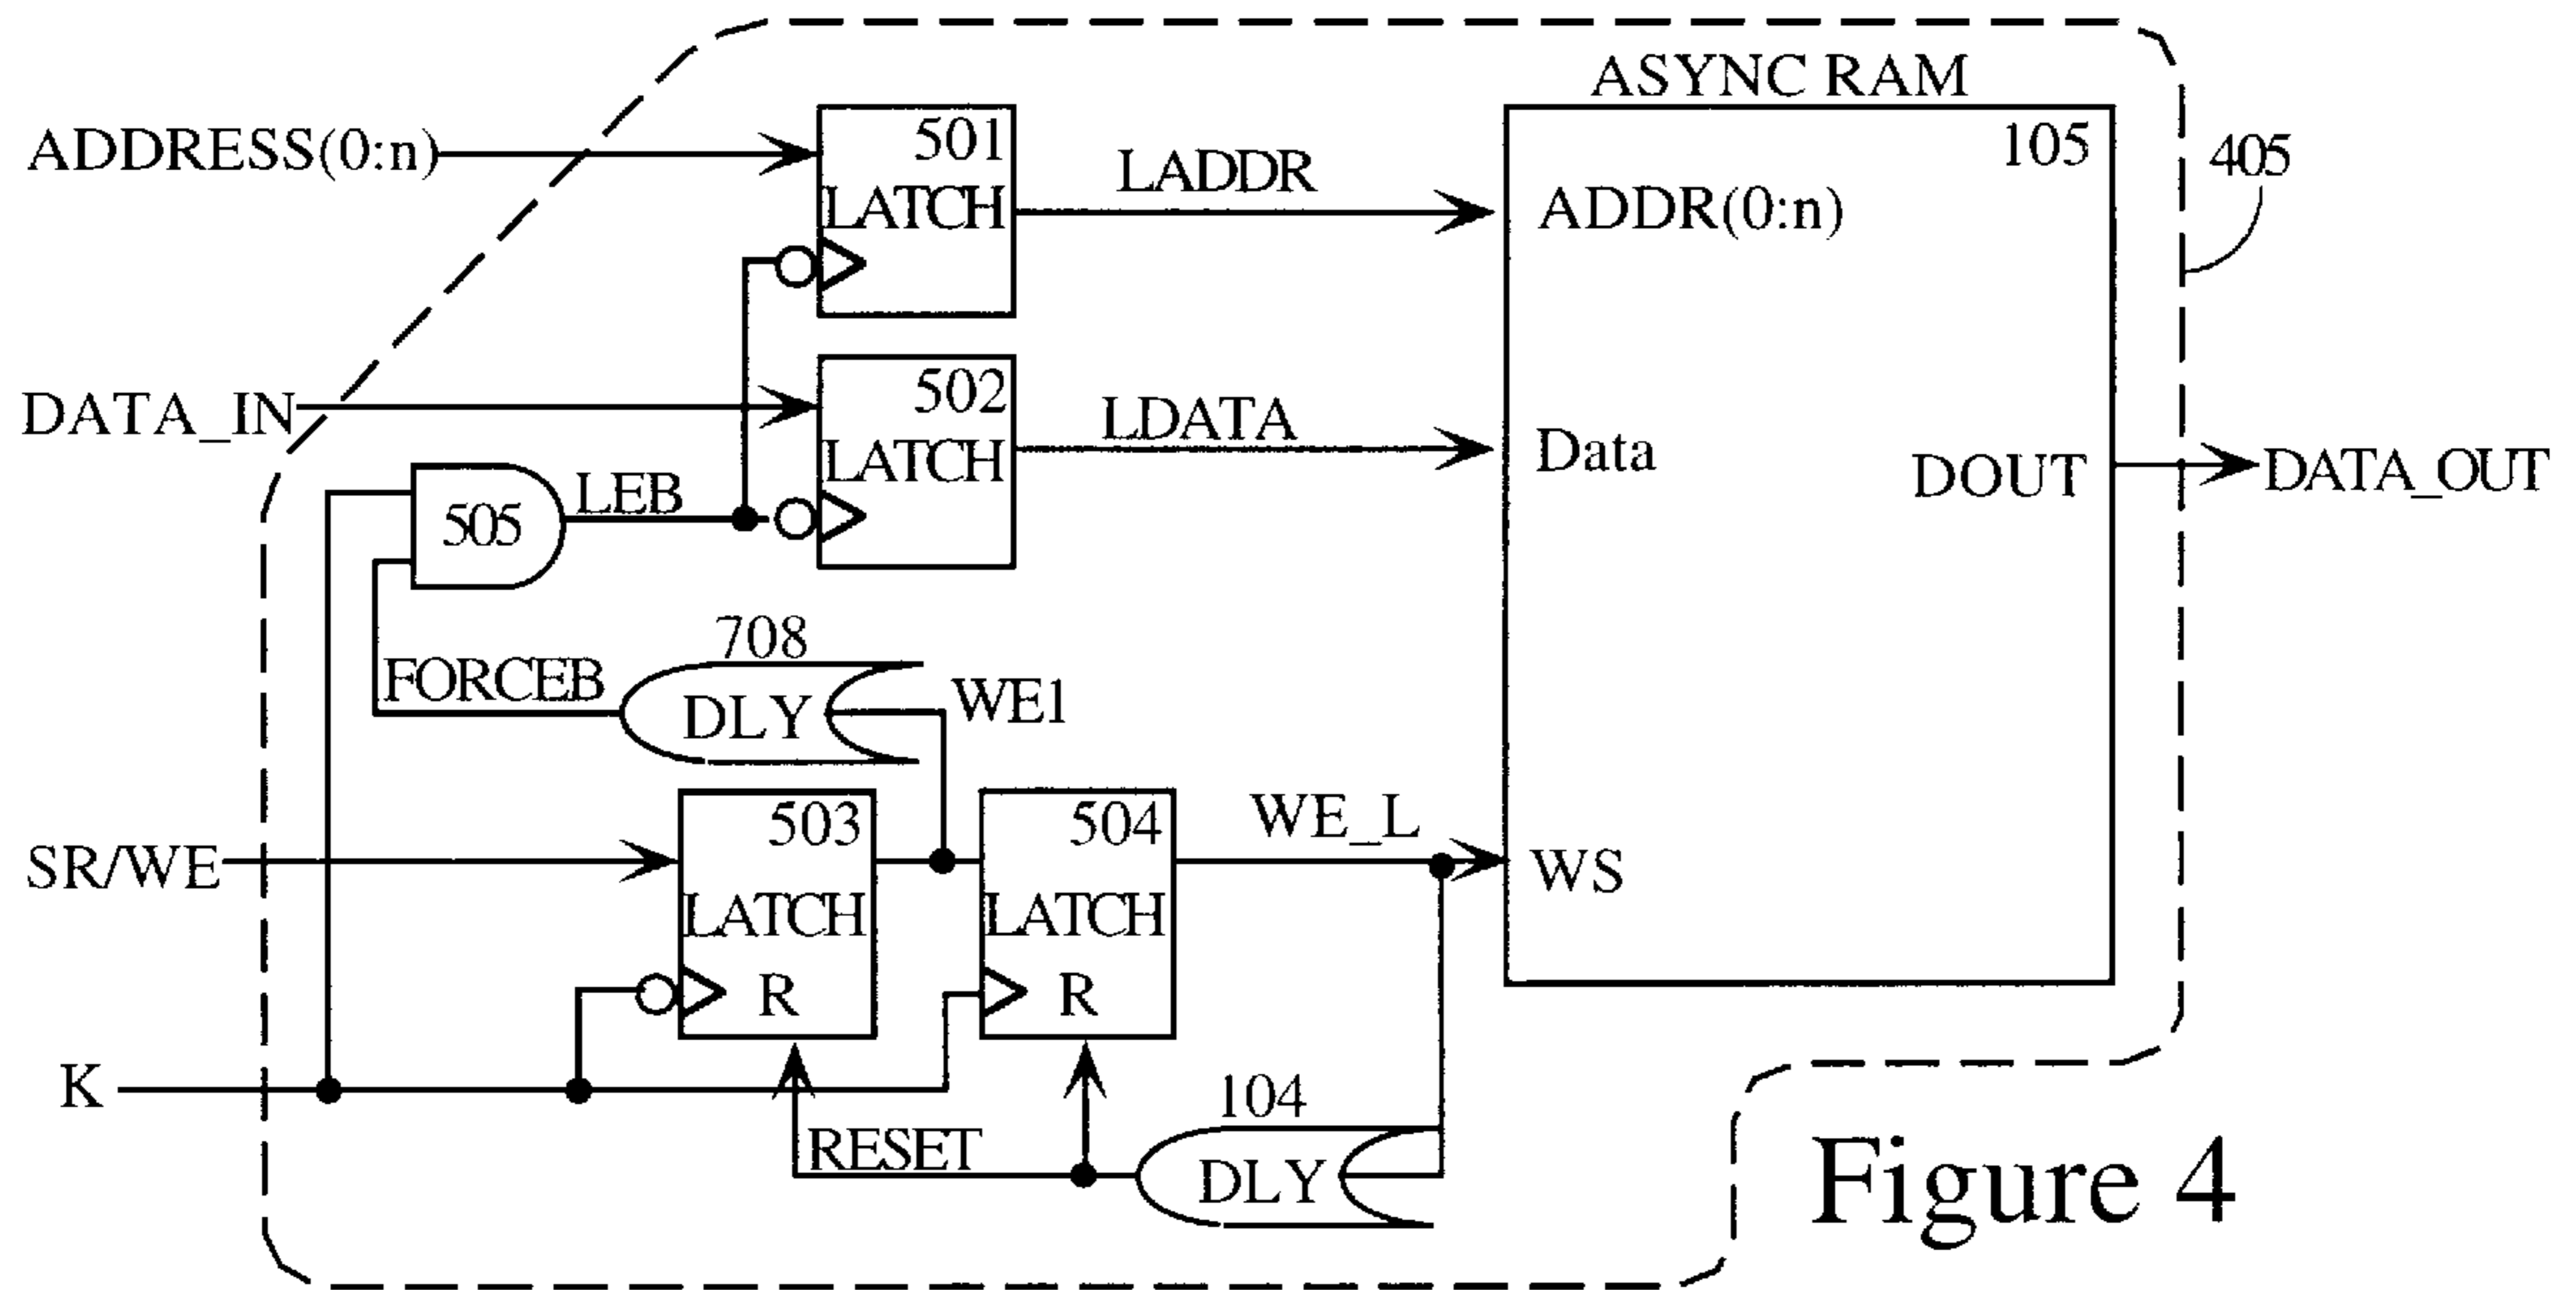 ASYNC RAM
ADDRESS(0:n)
501
LATCH
LADDR
105
ADDR(0:n)
405
DATA_IN
502
LATCH
LDATA
Data
DOUT
DATA_OUT
505
LEB
708
FORCEB
DLY
WE1
SR/WE
503
LATCH
R
504
LATCH
R
WE_L
WS
K
RESET
104
DLY
Figure 4